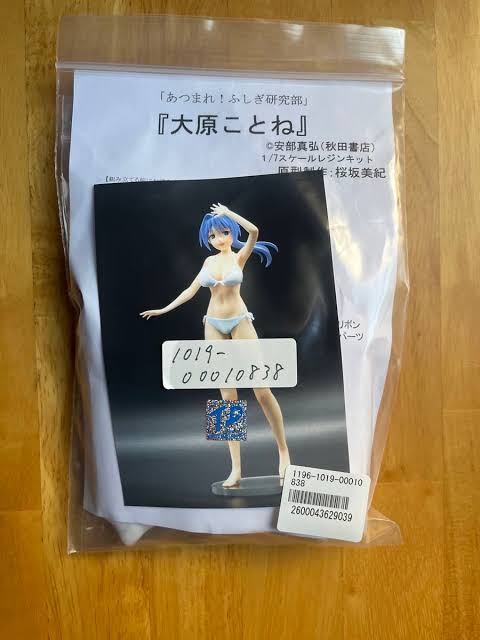 「あつまれ！ふしぎ研究部」
『大原ことね』
©安部真弘（秋田書店）
1/7スケールレジンキット
原型製作：桜坂美紀
リボン
パーツ
1019-
00010838
1196-1019-00010
838
2600043629039